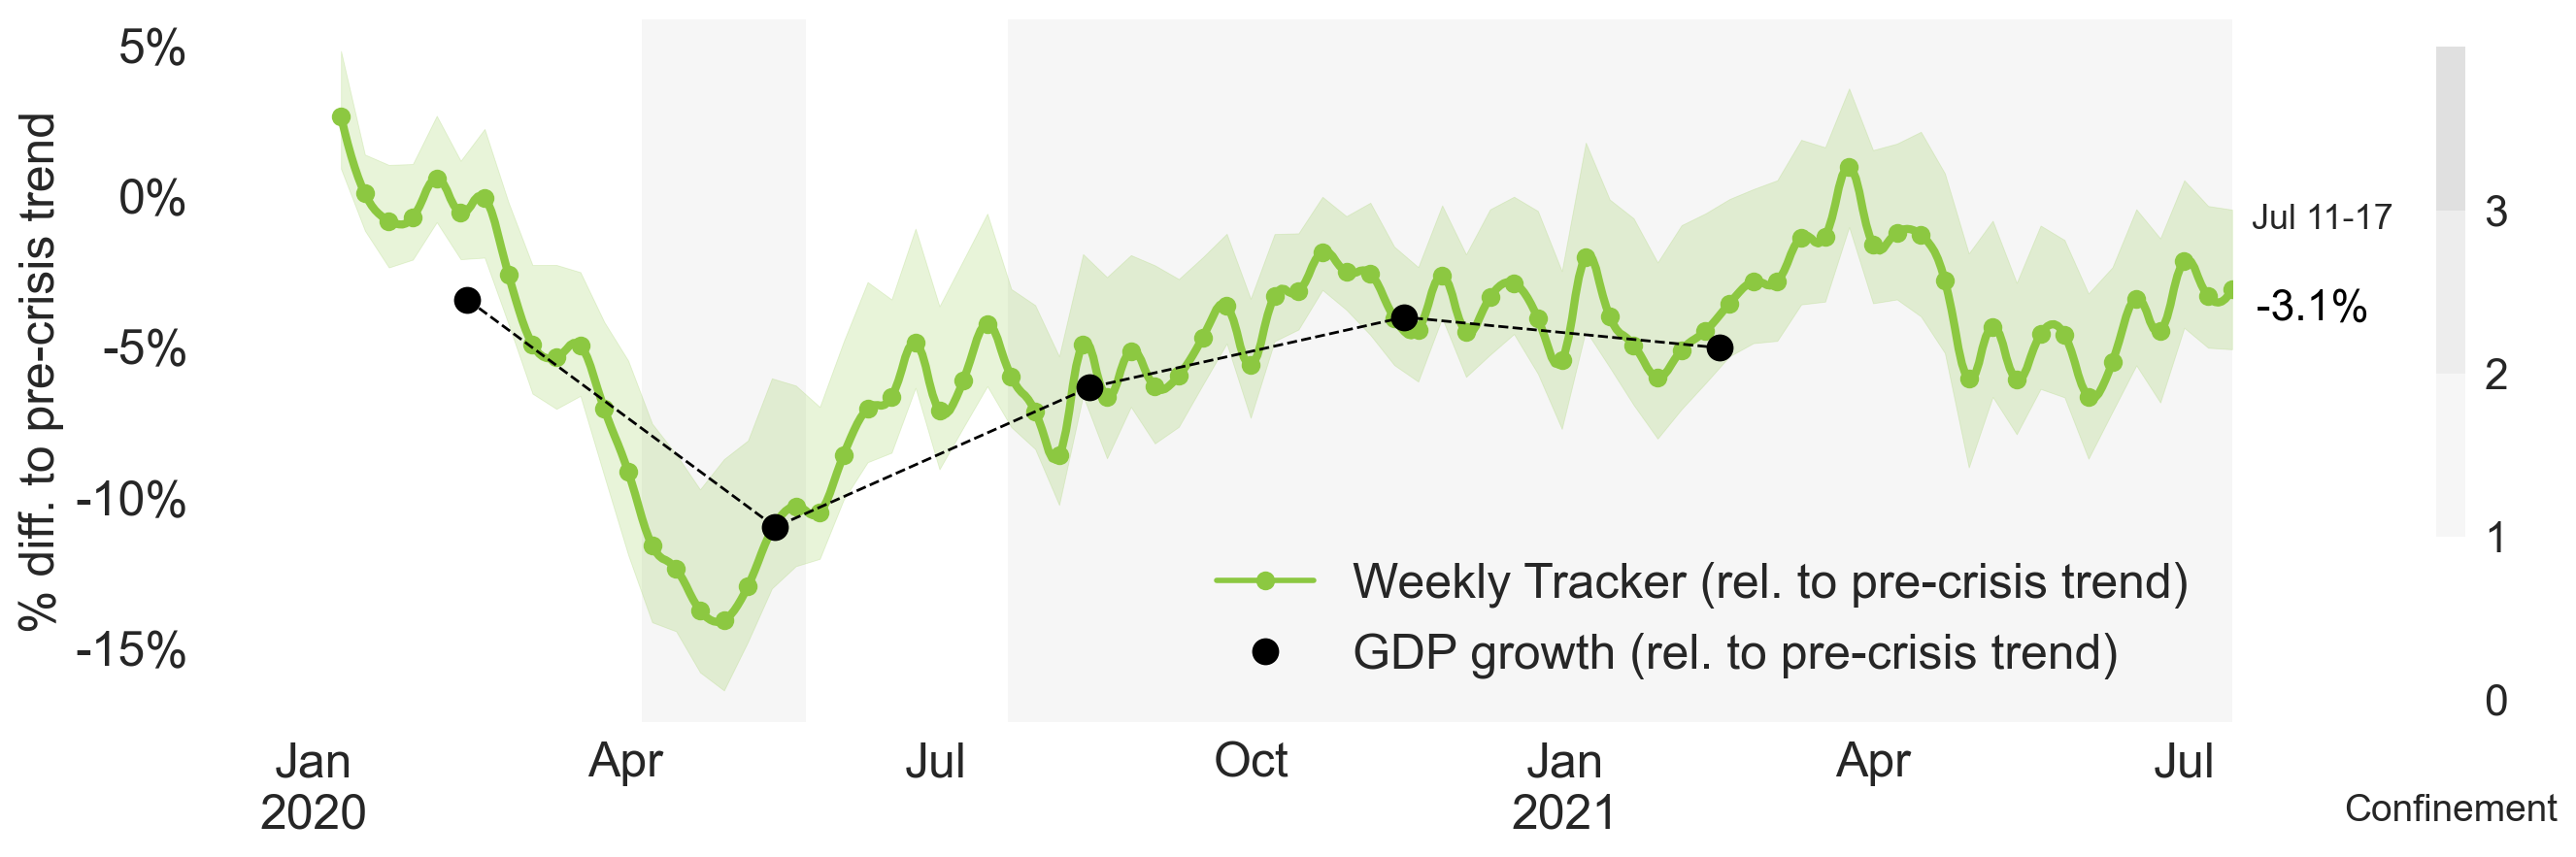 % diff. to pre-crisis trend
5%
0%
-5%
-10%
-15%
Jan
2020
Apr
Jul
Oct
Jan
2021
Apr
Jul
Weekly Tracker (rel. to pre-crisis trend)
GDP growth (rel. to pre-crisis trend)
Jul 11-17
-3.1%
3
2
1
0
Confinement